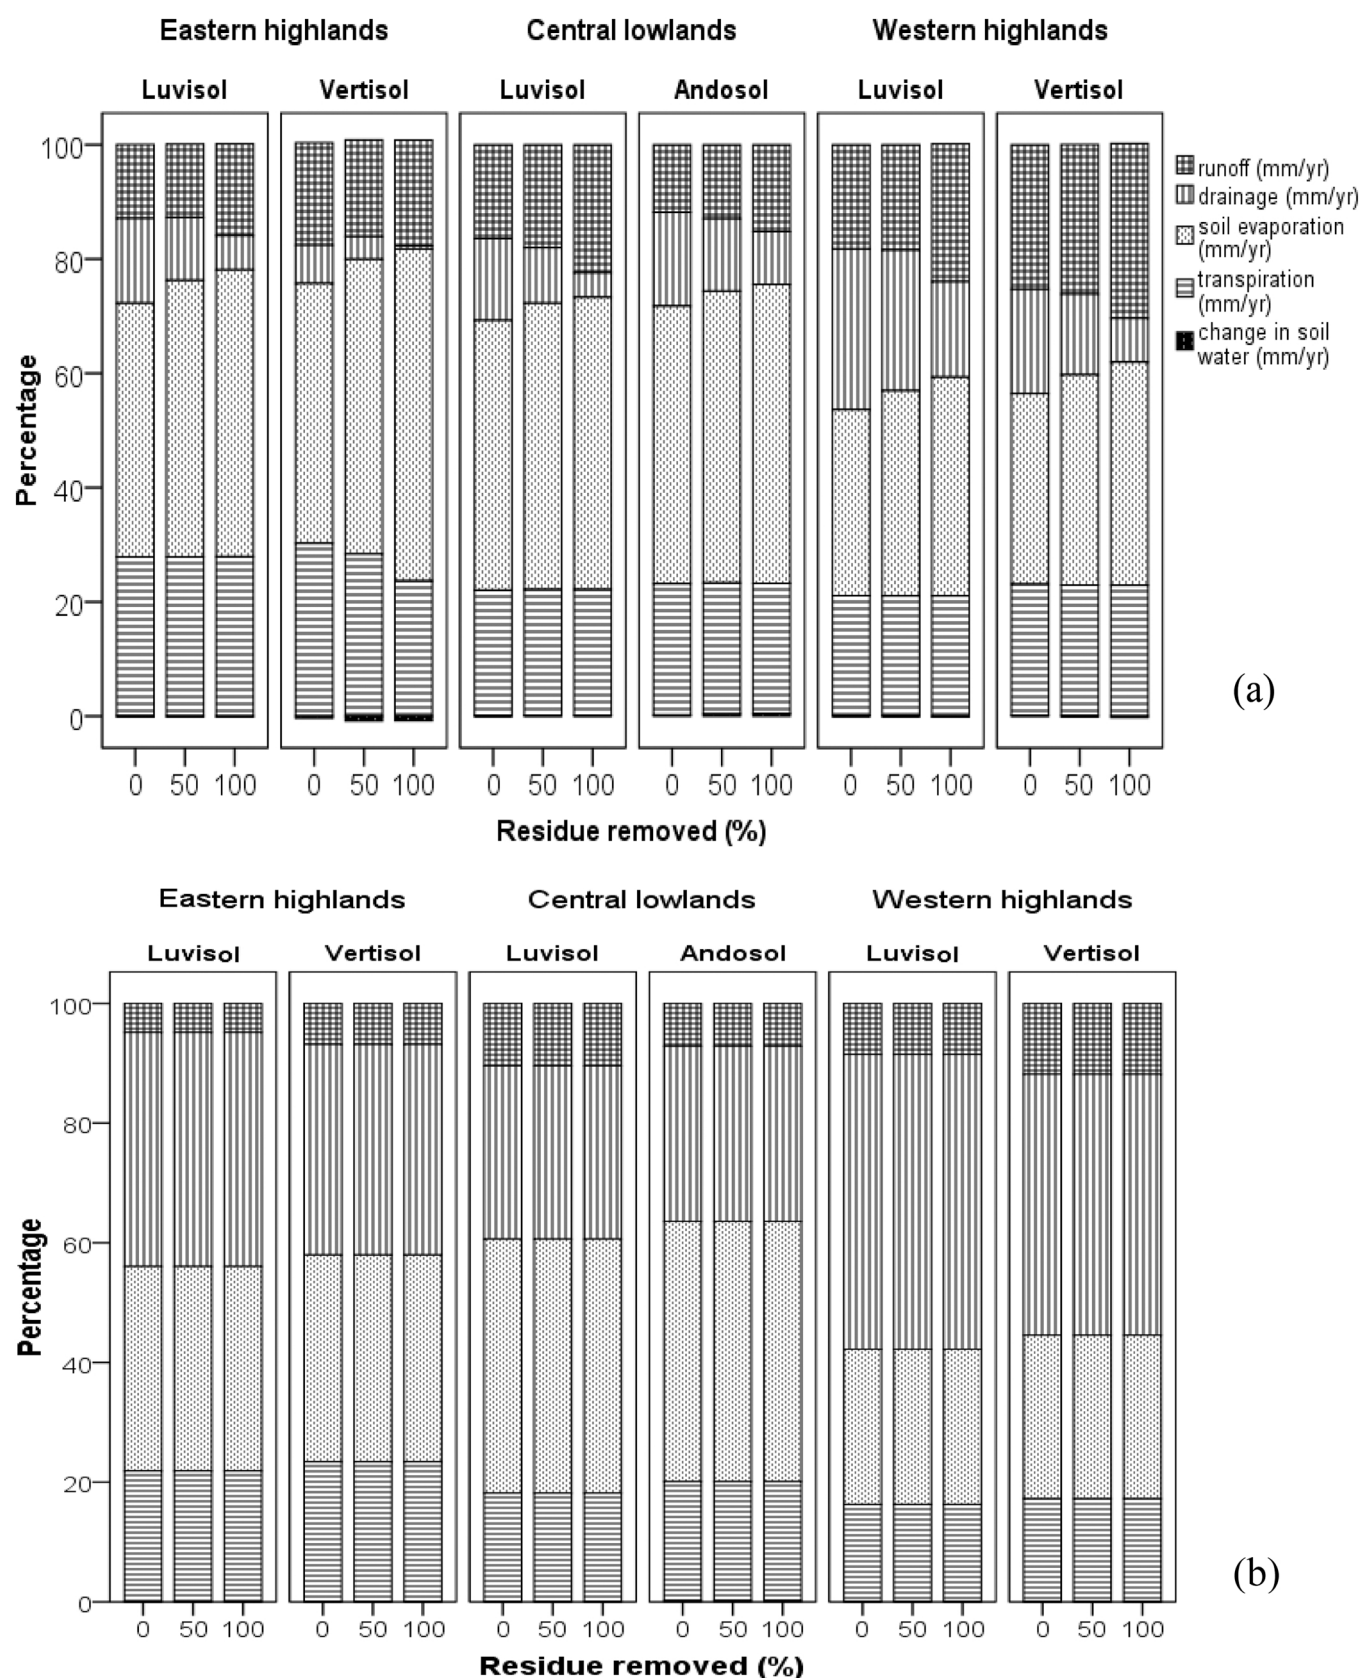 Eastern highlands Central lowlands Western highlands
Luvisol Vertisol Luvisol Andosol Luvisol Vertisol
100
80
60
40
20
0
Percentage
runoff (mm/yr)
drainage (mm/yr)
soil evaporation
(mm/yr)
transpiration
(mm/yr)
change in soil
water (mm/yr)
(a)
0 50 100 0 50 100 0 50 100 0 50 100 0 50 100 0 50 100
Residue removed (%)
Eastern highlands Central lowlands Western highlands
Luvisol Vertisol Luvisol Andosol Luvisol Vertisol
100
80
60
40
20
0
Percentage
(b)
0 50 100 0 50 100 0 50 100 0 50 100 0 50 100 0 50 100
Residue removed (%)